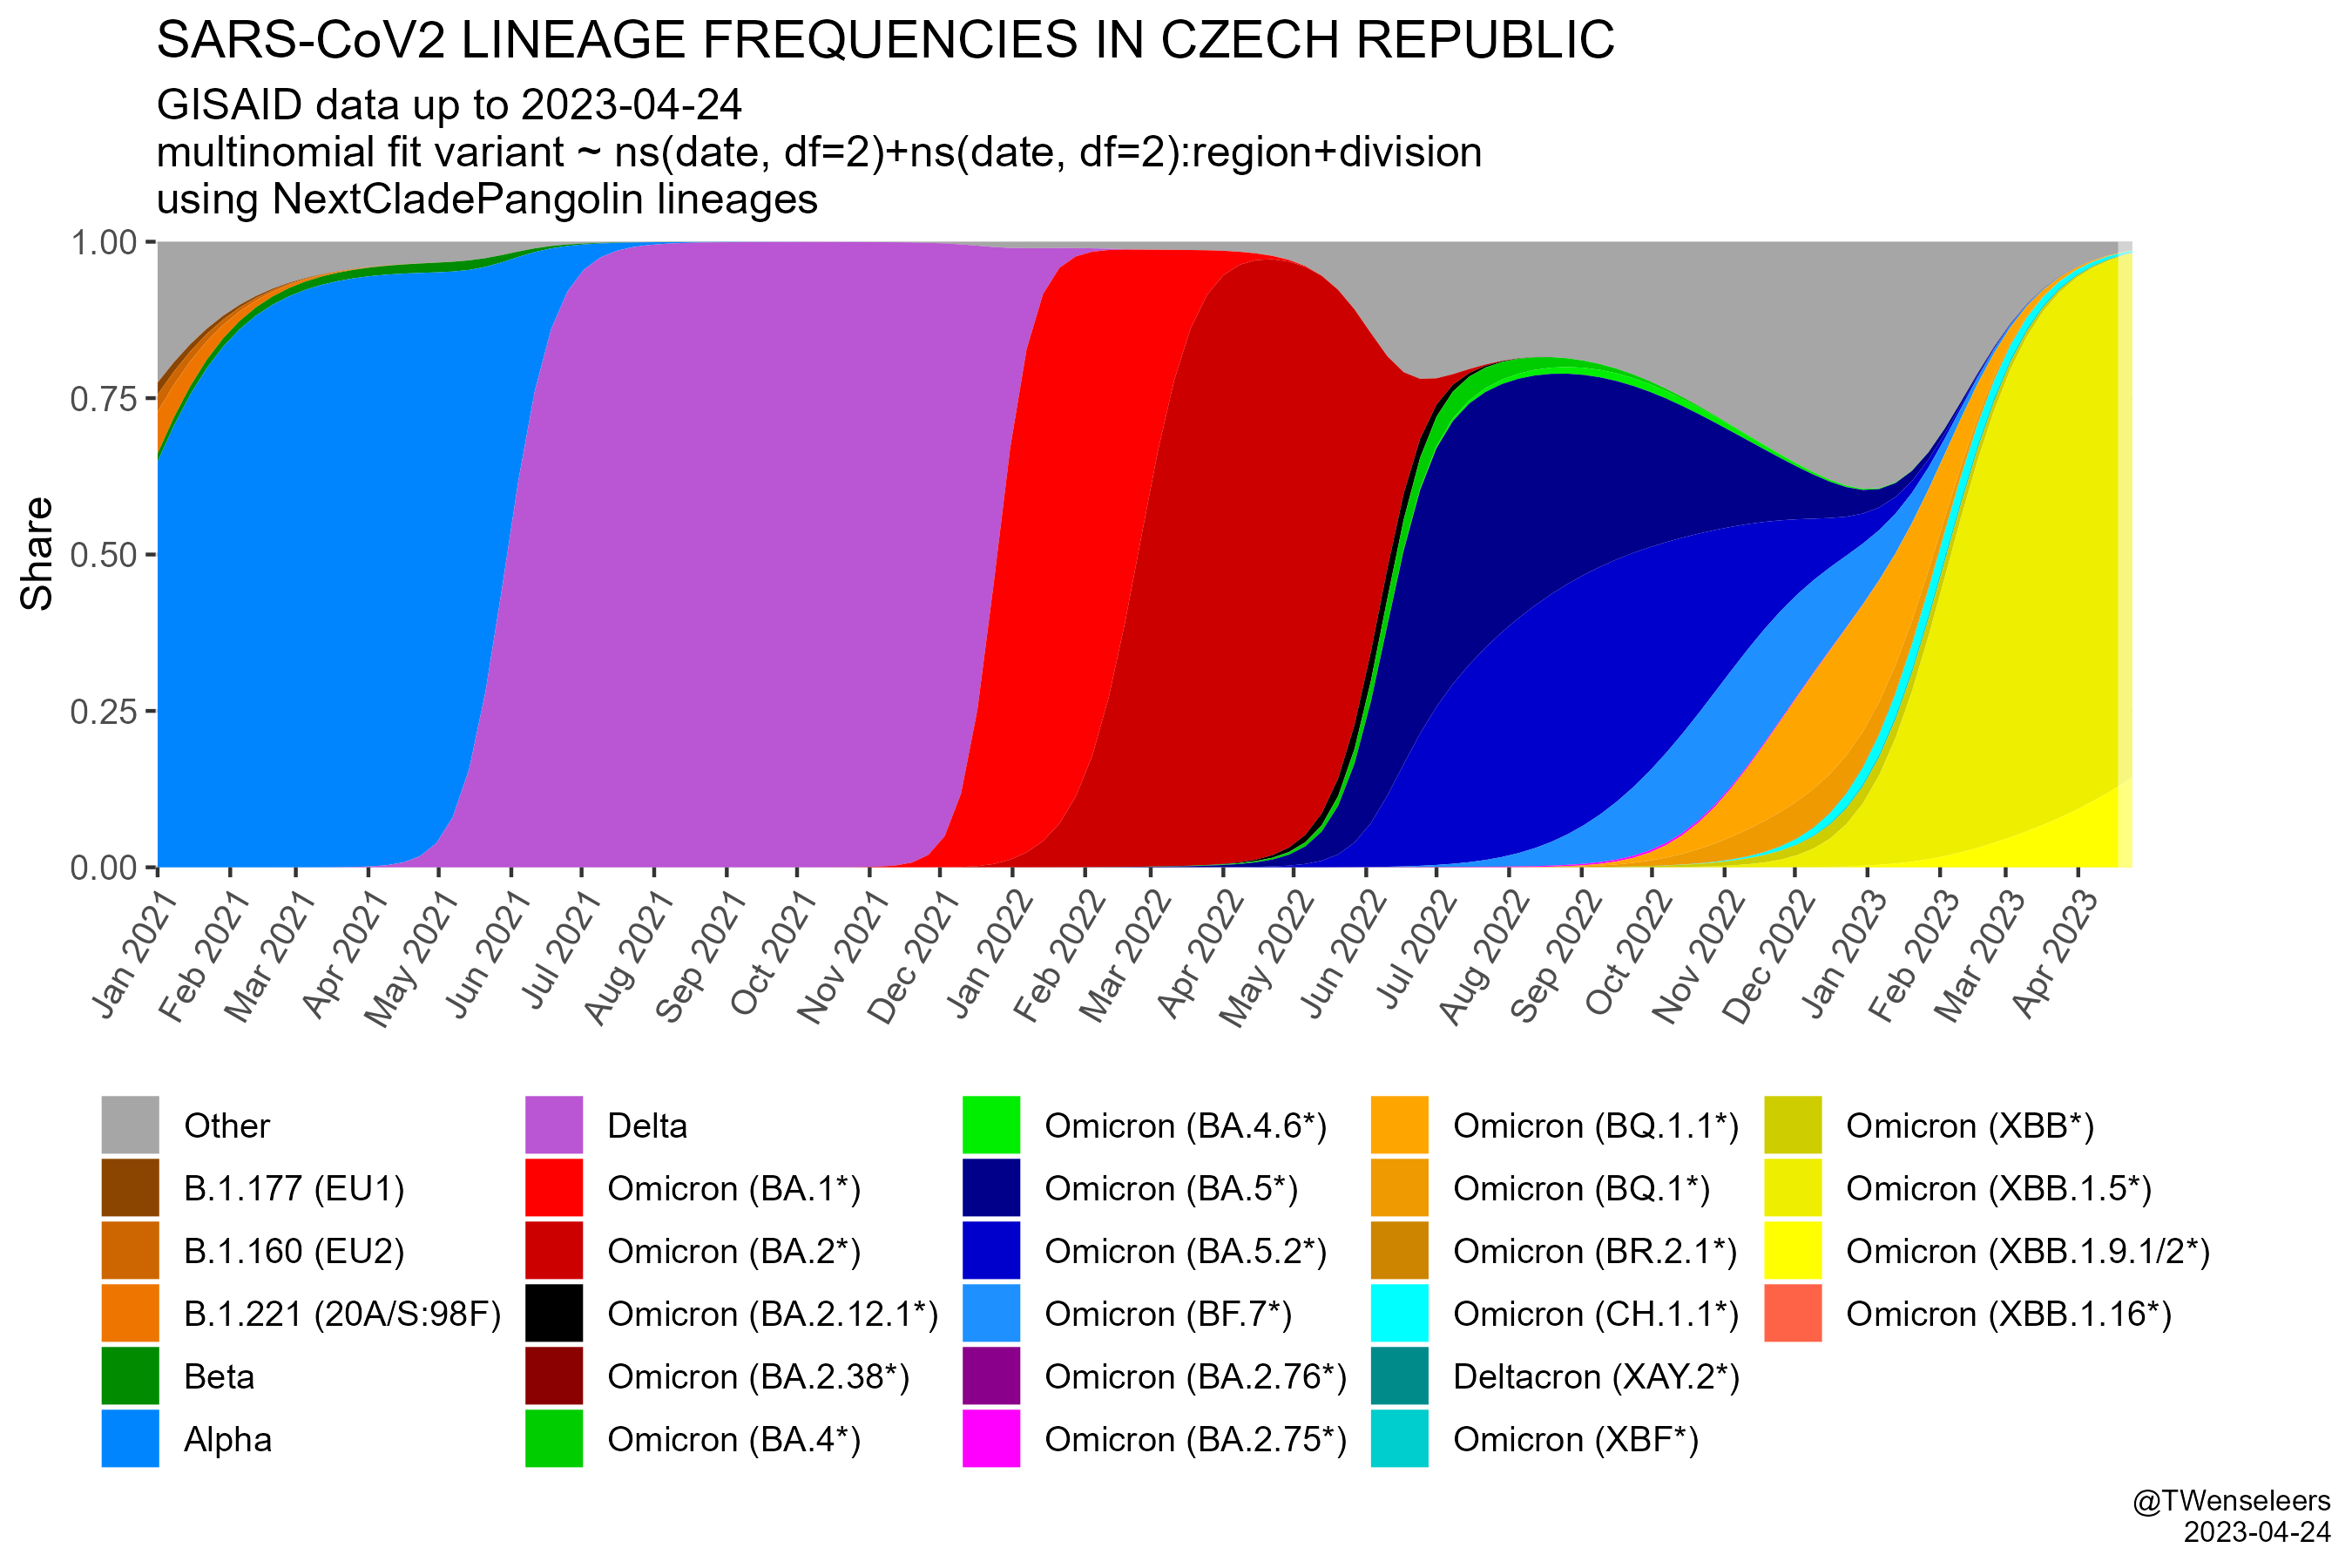 SARS-CoV2 LINEAGE FREQUENCIES IN CZECH REPUBLIC
GISAID data up to 2023-04-24
multinomial fit variant ~ ns(date, df=2)+ns(date, df=2):region+division
using NextCladePangolin lineages
Share
1.00
0.75
0.50
0.25
0.00
Jan 2021
Feb 2021
Mar 2021
Apr 2021
May 2021
Jun 2021
Jul 2021
Aug 2021
Sep 2021
Oct 2021
Nov 2021
Dec 2021
Jan 2022
Feb 2022
Mar 2022
Apr 2022
May 2022
Jun 2022
Jul 2022
Aug 2022
Sep 2022
Oct 2022
Nov 2022
Dec 2022
Jan 2023
Feb 2023
Mar 2023
Apr 2023
Other
B.1.177 (EU1)
B.1.160 (EU2)
B.1.221 (20A/S:98F)
Beta
Alpha
Delta
Omicron (BA.1*)
Omicron (BA.2*)
Omicron (BA.2.12.1*)
Omicron (BA.2.38*)
Omicron (BA.4*)
Omicron (BA.4.6*)
Omicron (BA.5*)
Omicron (BA.5.2*)
Omicron (BF.7*)
Omicron (BA.2.76*)
Omicron (BA.2.75*)
Omicron (BQ.1.1*)
Omicron (BQ.1*)
Omicron (BR.2.1*)
Omicron (CH.1.1*)
Deltacron (XAY.2*)
Omicron (XBF*)
Omicron (XBB*)
Omicron (XBB.1.5*)
Omicron (XBB.1.9.1/2*)
Omicron (XBB.1.16*)
@TWenseleers
2023-04-24